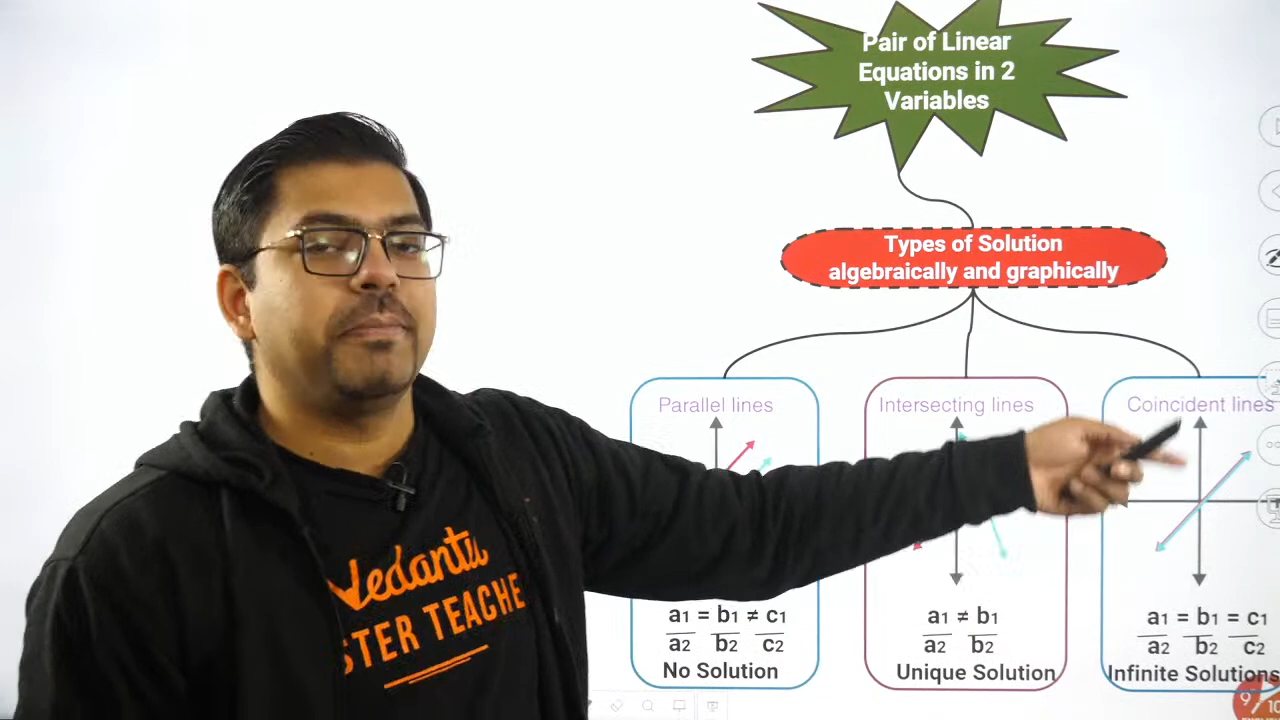 Pair of Linear
Equations in 2
Variables
Types of Solution
algebraically and graphically
Parallel lines
a1 = b1 ≠ c1
a2 b2 c2
No Solution
Intersecting lines
a1 ≠ b1
a2 b2
Unique Solution
Coincident lines
a1 = b1 = c1
a2 b2 c2
Infinite Solutions
Vedantu
STER TEACHE
9/10